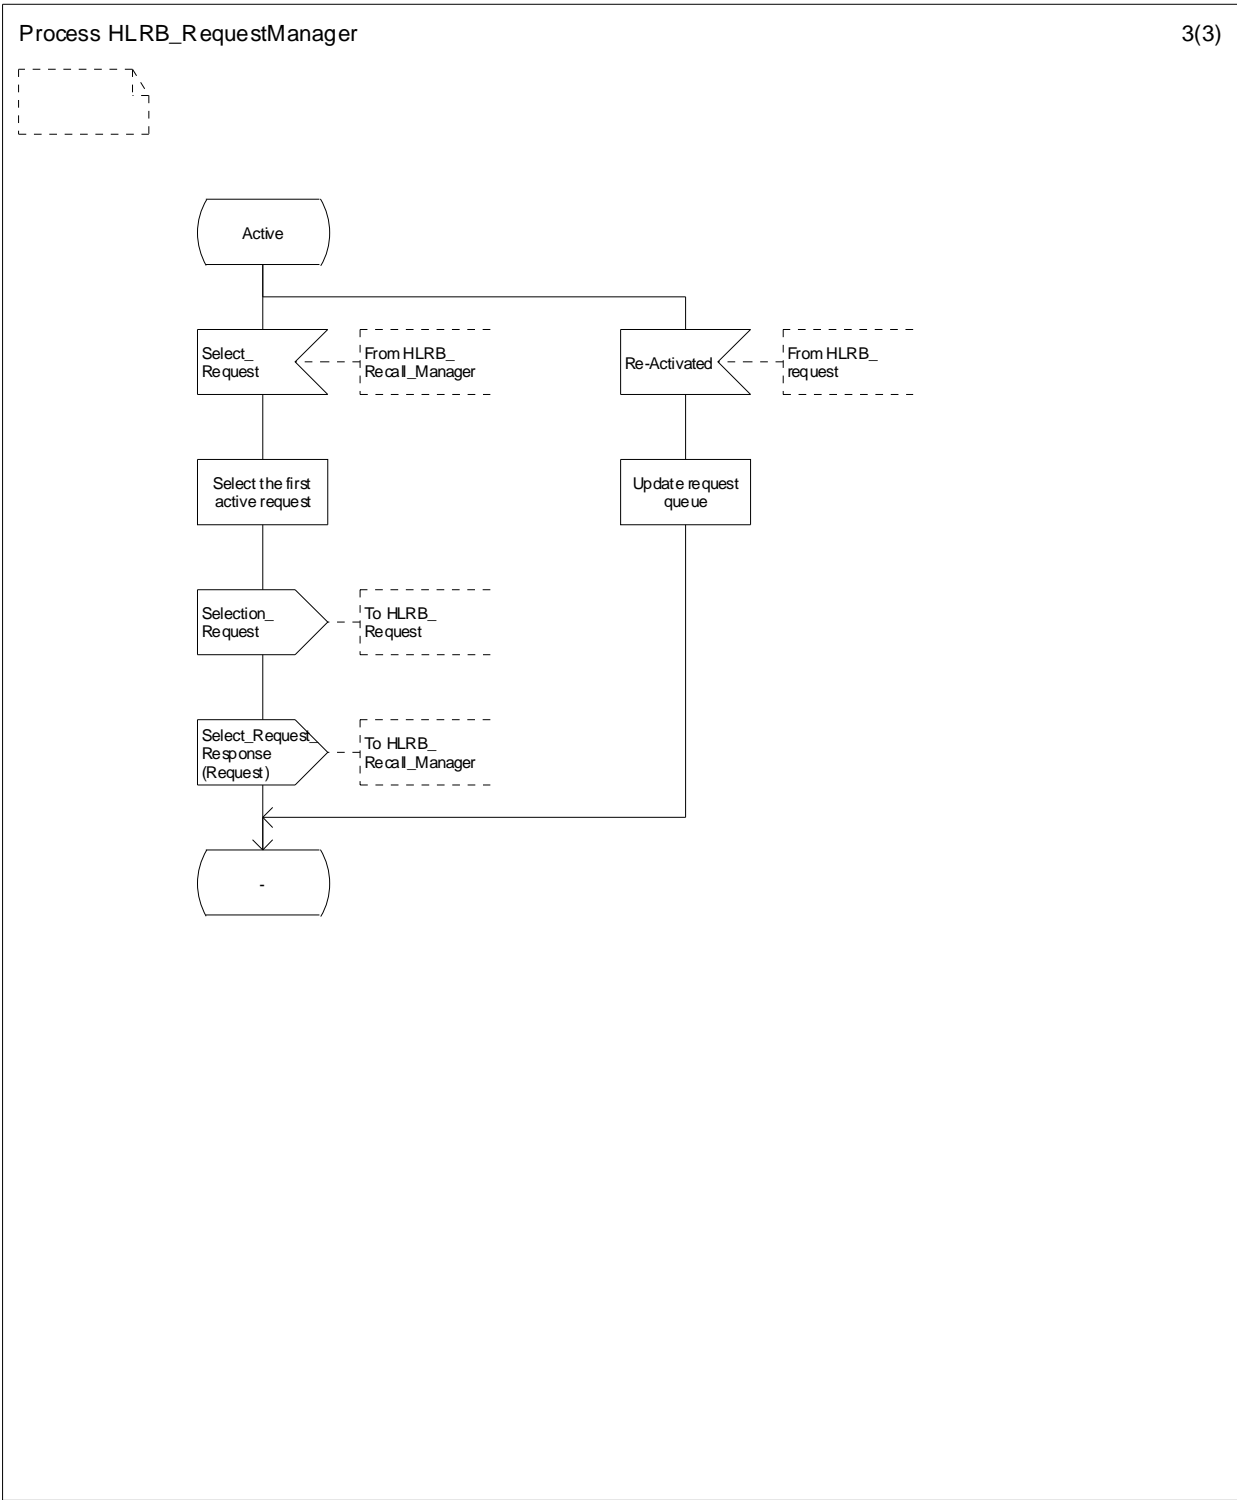 Process HLRB_RequestManager
3(3)
Active
Select_
Request
From HLRB_
Recall_Manager
Re-Activated
From HLRB_
request
Select the first
active request
Update request
queue
Selection_
Request
To HLRB_
Request
Select_Request_
Response
(Request)
To HLRB_
Recall_Manager
-